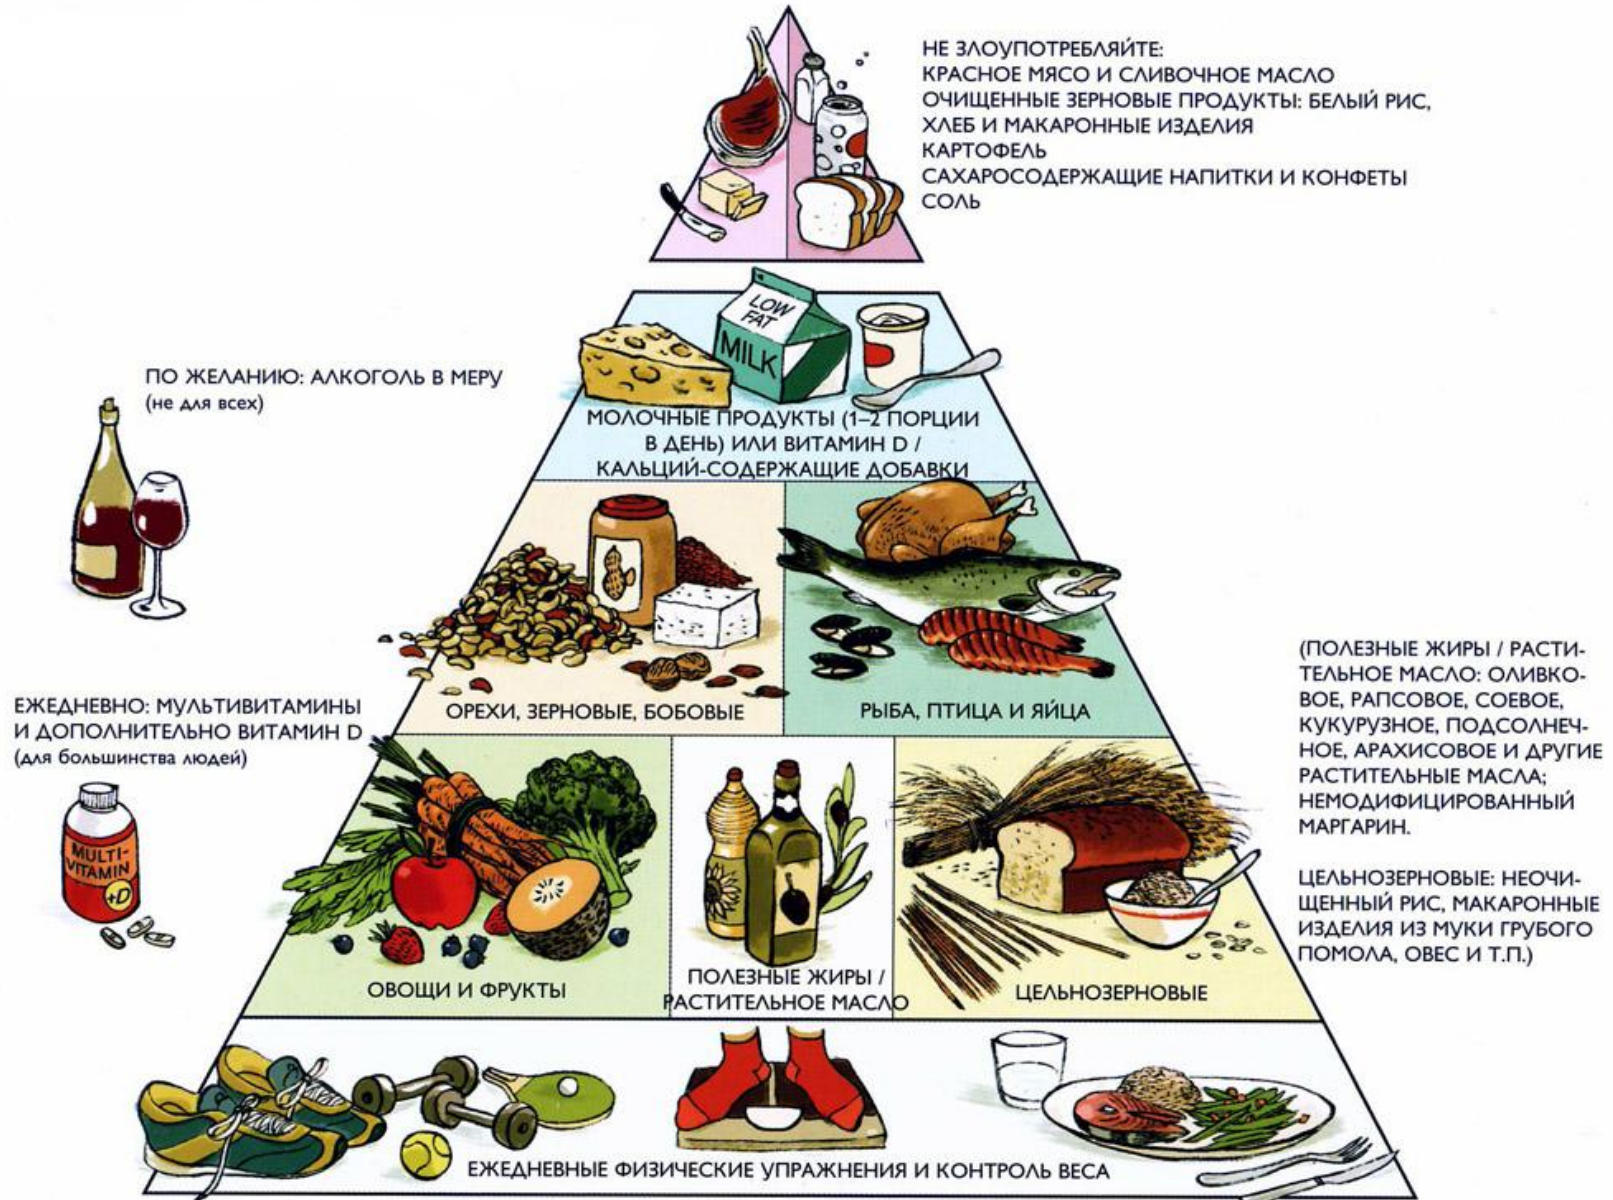 НЕ ЗЛОУПОТРЕБЛЯЙТЕ:
КРАСНОЕ МЯСО И СЛИВОЧНОЕ МАСЛО
ОЧИЩЕННЫЕ ЗЕРНОВЫЕ ПРОДУКТЫ: БЕЛЫЙ РИС,
ХЛЕБ И МАКАРОННЫЕ ИЗДЕЛИЯ
КАРТОФЕЛЬ
САХАРОСОДЕРЖАЩИЕ НАПИТКИ И КОНФЕТЫ
СОЛЬ
LOW
FAT
MILK
МОЛОЧНЫЕ ПРОДУКТЫ (1–2 ПОРЦИИ
В ДЕНЬ) ИЛИ ВИТАМИН D /
КАЛЬЦИЙ-СОДЕРЖАЩИЕ ДОБАВКИ
ПО ЖЕЛАНИЮ: АЛКОГОЛЬ В МЕРУ
(не для всех)
ОРЕХИ, ЗЕРНОВЫЕ, БОБОВЫЕ
РЫБА, ПТИЦА И ЯЙЦА
ЕЖЕДНЕВНО: МУЛЬТИВИТАМИНЫ
И ДОПОЛНИТЕЛЬНО ВИТАМИН D
(для большинства людей)
MULTI-
VITAMIN
+D
(ПОЛЕЗНЫЕ ЖИРЫ / РАСТИ-
ТЕЛЬНОЕ МАСЛО: ОЛИВКО-
ВОЕ, РАПСОВОЕ, СОЕВОЕ,
КУКУРУЗНОЕ, ПОДСОЛНЕЧ-
НОЕ, АРАХИСОВОЕ И ДРУГИЕ
РАСТИТЕЛЬНЫЕ МАСЛА;
НЕМОДИФИЦИРОВАННЫЙ
МАРГАРИН.
ЦЕЛЬНОЗЕРНОВЫЕ: НЕОЧИ-
ЩЕННЫЙ РИС, МАКАРОННЫЕ
ИЗДЕЛИЯ ИЗ МУКИ ГРУБОГО
ПОМОЛА, ОВЕС И Т.П.)
ОВОЩИ И ФРУКТЫ
ПОЛЕЗНЫЕ ЖИРЫ /
РАСТИТЕЛЬНОЕ МАСЛО
ЦЕЛЬНОЗЕРНОВЫЕ
ЕЖЕДНЕВНЫЕ ФИЗИЧЕСКИЕ УПРАЖНЕНИЯ И КОНТРОЛЬ ВЕСА